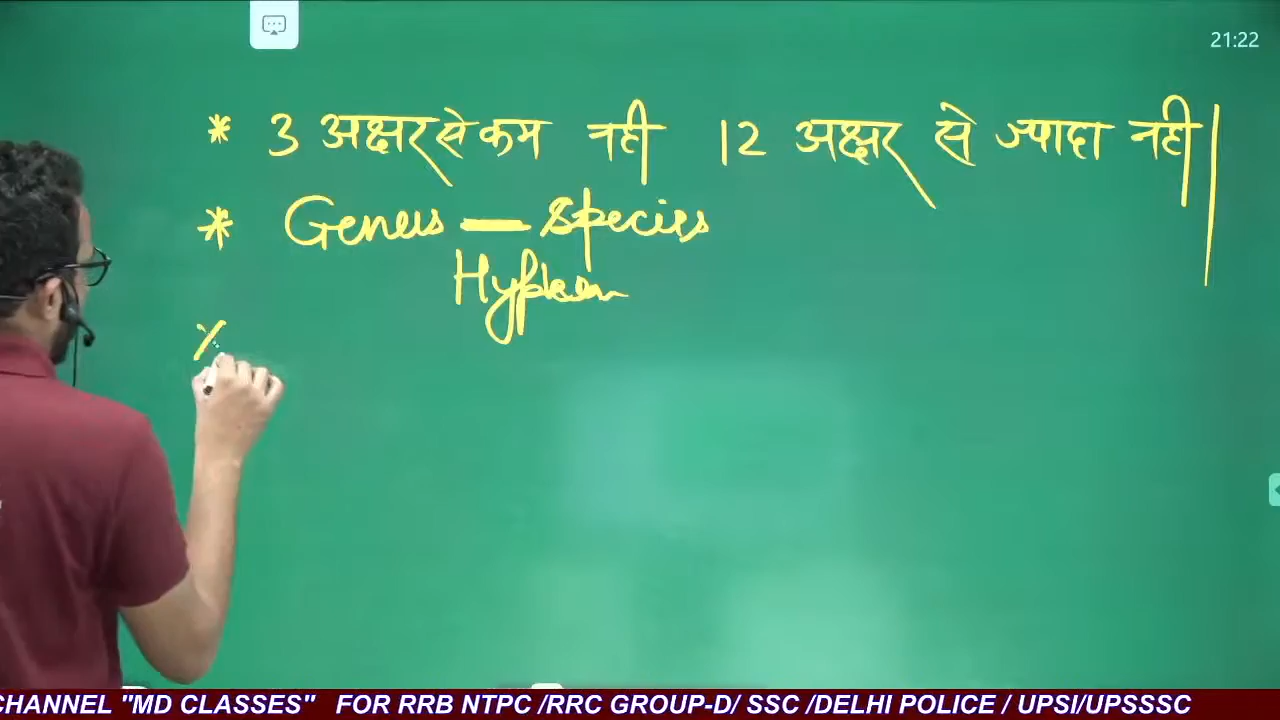 21:22
* 3 अक्षर से कम नही 12 अक्षर से ज्यादा नही |
* Genus — Species
Hyphen
CHANNEL "MD CLASSES" FOR RRB NTPC /RRC GROUP-D/ SSC /DELHI POLICE / UPSI/UPSSSC